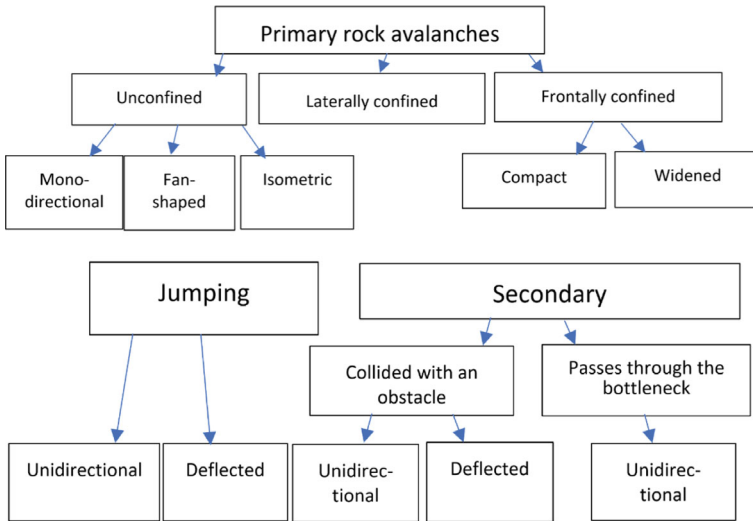 Primary rock avalanches
Unconfined
Laterally confined
Frontally confined
Mono-
directional
Fan-
shaped
Isometric
Compact
Widened
Jumping
Secondary
Collided with an
obstacle
Passes through the
bottleneck
Unidirectional
Deflected
Unidirec-
tional
Deflected
Unidirec-
tional